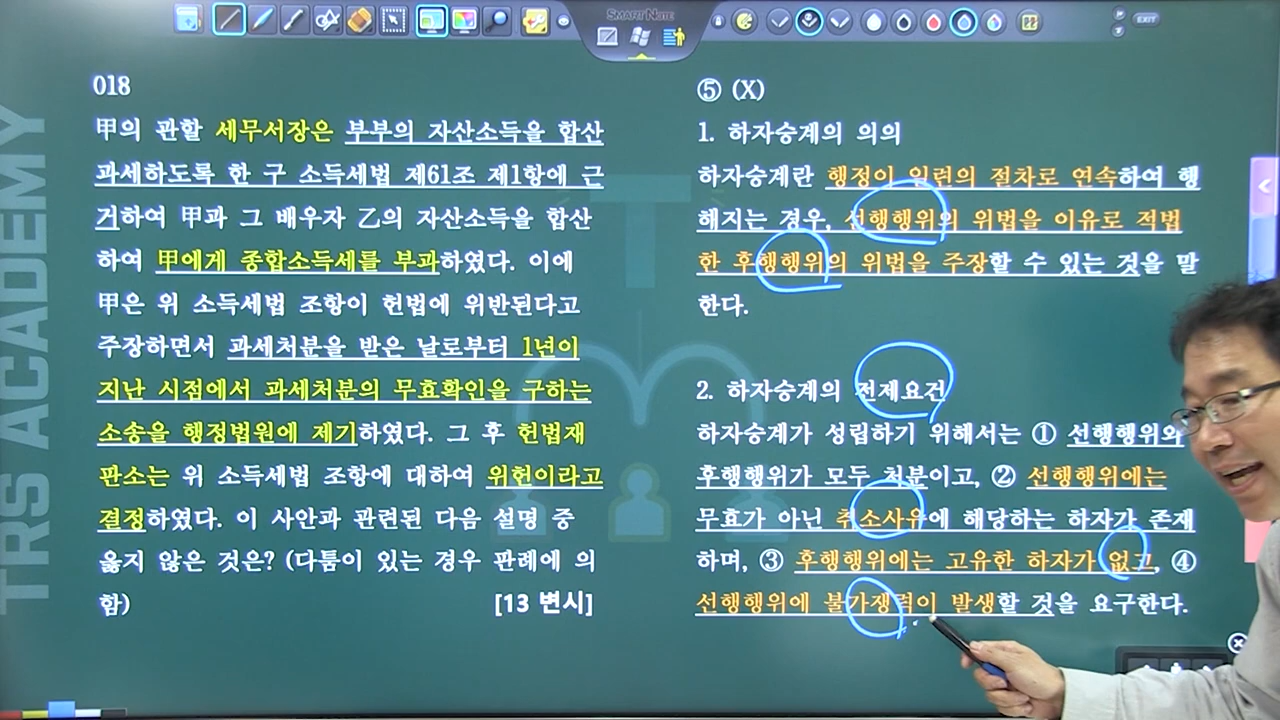 SMART NOTE
EXIT
TRS ACADEMY
018
甲의 관할 세무서장은 부부의 자산소득을 합산
과세하도록 한 구 소득세법 제61조 제1항에 근
거하여 甲과 그 배우자 乙의 자산소득을 합산
하여 甲에게 종합소득세를 부과하였다. 이에
甲은 위 소득세법 조항이 헌법에 위반된다고
주장하면서 과세처분을 받은 날로부터 1년이
지난 시점에서 과세처분의 무효확인을 구하는
소송을 행정법원에 제기하였다. 그 후 헌법재
판소는 위 소득세법 조항에 대하여 위헌이라고
결정하였다. 이 사안과 관련된 다음 설명 중
옳지 않은 것은? (다툼이 있는 경우 판례에 의
함)
[13 변시]
⑤ (X)
1. 하자승계의 의의
하자승계란 행정이 일련의 절차로 연속하여 행
해지는 경우, 선행행위의 위법을 이유로 적법
한 후행행위의 위법을 주장할 수 있는 것을 말
한다.
2. 하자승계의 전제요건
하자승계가 성립하기 위해서는 ① 선행행위와
후행행위가 모두 처분이고, ② 선행행위에는
무효가 아닌 취소사유에 해당하는 하자가 존재
하며, ③ 후행행위에는 고유한 하자가 없고, ④
선행행위에 불가쟁력이 발생할 것을 요구한다.